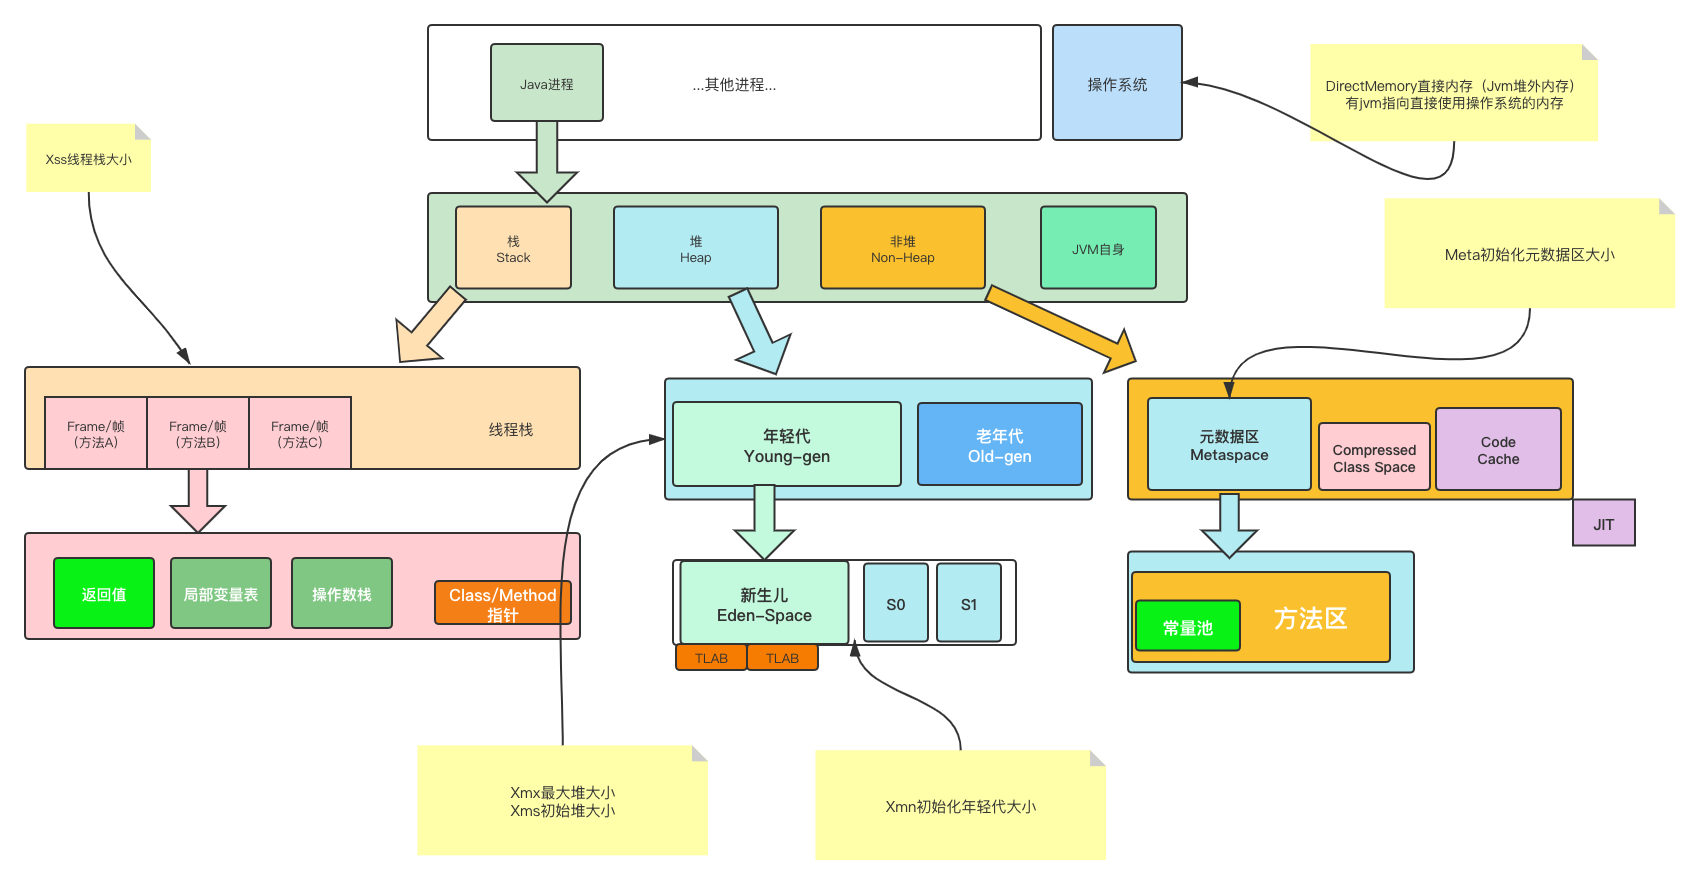 Java进程
...其他进程...
操作系统
DirectMemory直接内存（Jvm堆外内存）
有jvm指向直接使用操作系统的内存
Xss线程栈大小
栈
Stack
堆
Heap
非堆
Non-Heap
JVM自身
Meta初始化元数据区大小
Frame/帧
(方法A)
Frame/帧
(方法B)
Frame/帧
(方法C)
线程栈
年轻代
Young-gen
老年代
Old-gen
元数据区
Metaspace
Compressed
Class Space
Code
Cache
JIT
返回值
局部变量表
操作数栈
Class/Method
指针
新生儿
Eden-Space
S0
S1
TLAB
TLAB
常量池
方法区
Xmx最大堆大小
Xms初始堆大小
Xmn初始化年轻代大小